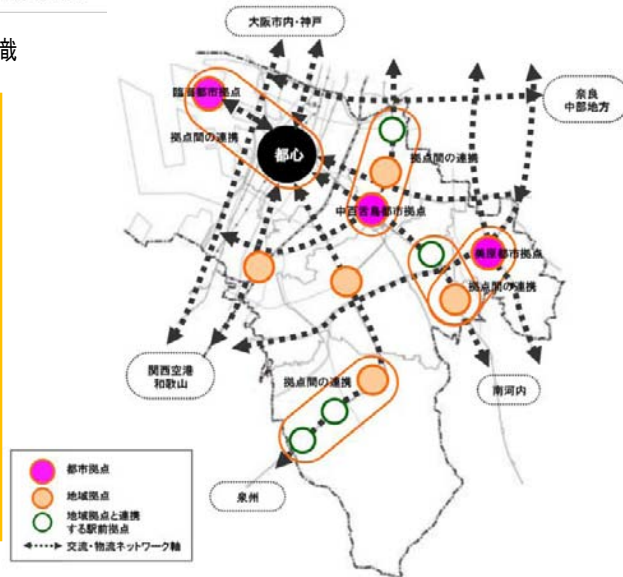 大阪市内・神戸
哉
臨海都市拠点
奈良
中部地方
拠点間の連携
都心
拠点間の連携
中百舌鳥都市拠点
美原都市拠点
拠点間の連携
関西空港
和歌山
拠点間の連携
南河内
泉州
都市拠点
地域拠点
地域拠点と連携
する駅前拠点
交流・物流ネットワーク軸